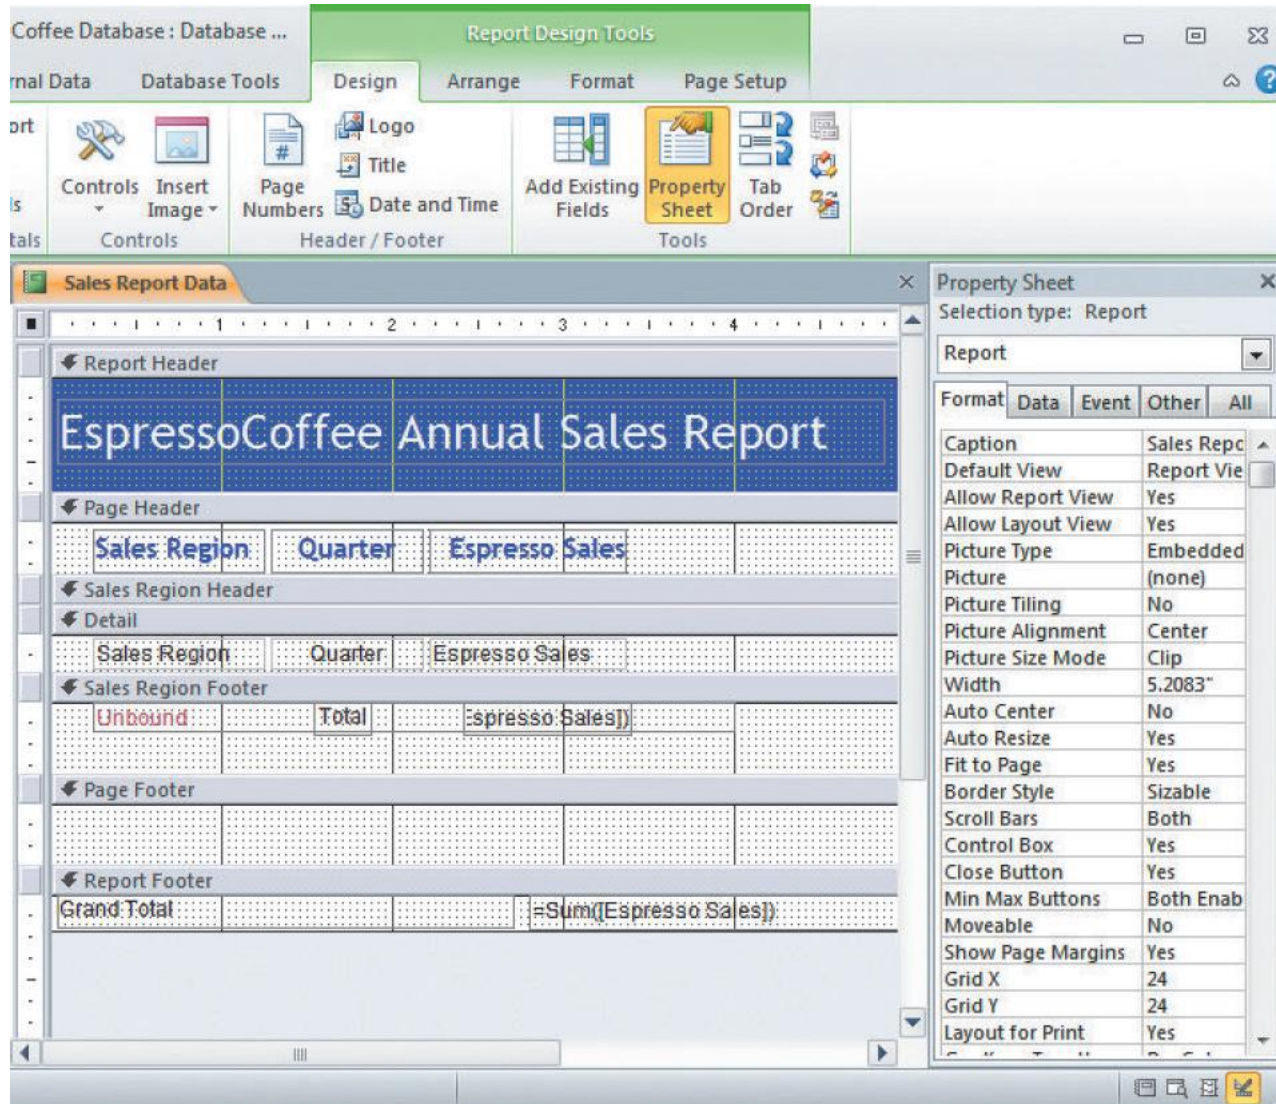 Coffee Database : Database ...
Report Design Tools
rnal Data Database Tools Design Arrange Format Page Setup
ort
ls
tals
Controls
Insert Image
Controls
Page Numbers
Logo
Title
Date and Time
Header / Footer
Add Existing Fields
Property Sheet
Tab Order
Tools
Sales Report Data
1 2 3 4
Report Header
EspressoCoffee Annual Sales Report
Page Header
Sales Region Quarter Espresso Sales
Sales Region Header
Detail
Sales Region Quarter Espresso Sales
Sales Region Footer
Unbound Total Espresso Sales])
Page Footer
Report Footer
Grand Total =Sum([Espresso Sales])
Property Sheet
Selection type: Report
Report
Format Data Event Other All
Caption Sales Repc
Default View Report Vie
Allow Report View Yes
Allow Layout View Yes
Picture Type Embedded
Picture (none)
Picture Tiling No
Picture Alignment Center
Picture Size Mode Clip
Width 5.2083"
Auto Center No
Auto Resize Yes
Fit to Page Yes
Border Style Sizable
Scroll Bars Both
Control Box Yes
Close Button Yes
Min Max Buttons Both Enab
Moveable No
Show Page Margins Yes
Grid X 24
Grid Y 24
Layout for Print Yes